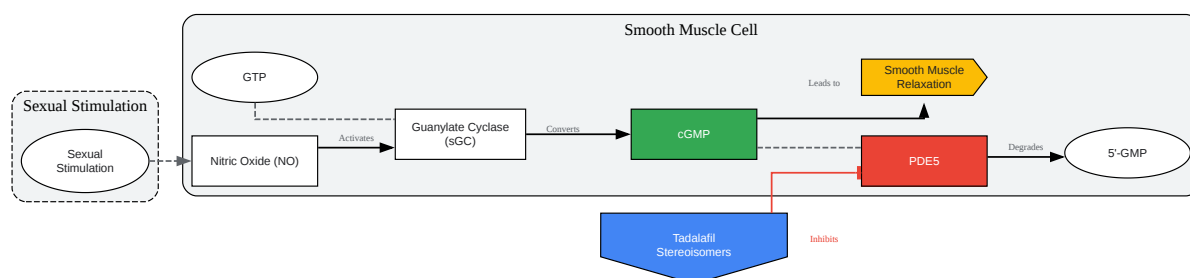 Smooth Muscle Cell
GTP
Smooth Muscle
Relaxation
Leads to
Sexual Stimulation
Guanylate Cyclase
(sGC)
Converts
cGMP
Activates
Sexual
Stimulation
Nitric Oxide (NO)
PDE5
Degrades
5'-GMP
Tadalafil
Stereoisomers
Inhibits